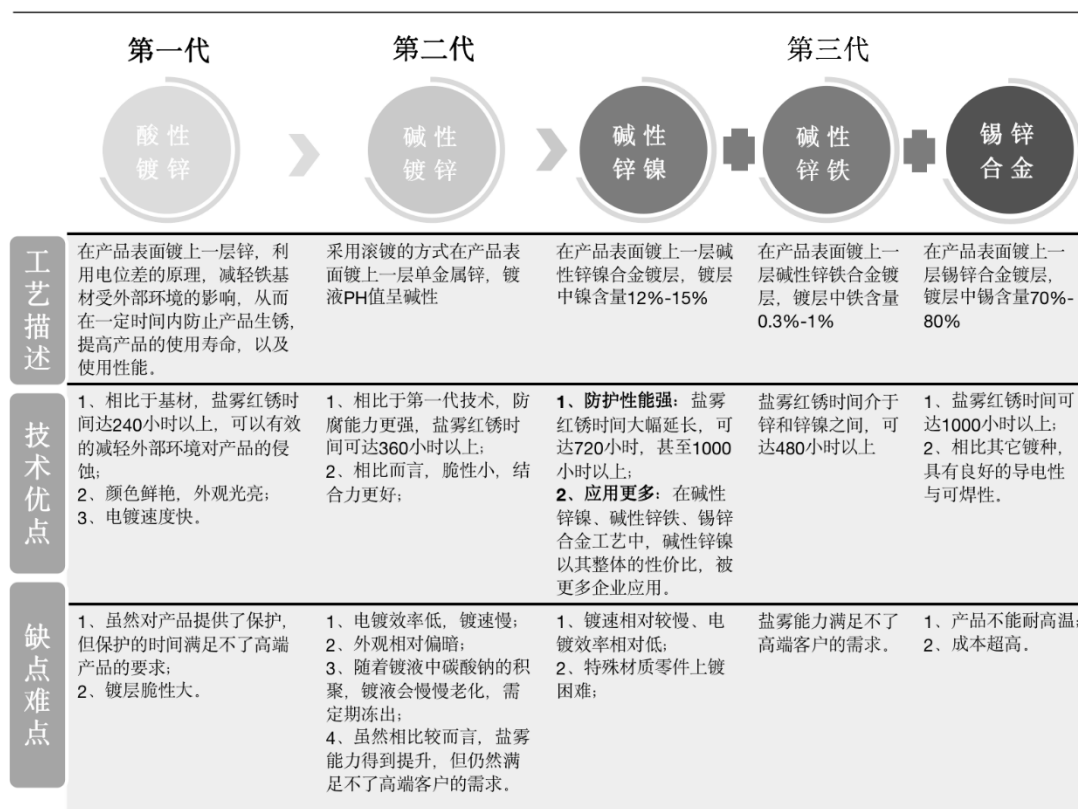 第一代
第二代
第三代
酸性
镀锌
碱性
镀锌
碱性
锌镍
碱性
锌铁
锡锌
合金
工艺描述
在产品表面镀上一层锌，利
用电位差的原理，减轻铁基
材受外部环境的影响，从而
在一定时间内防止产品生锈，
提高产品的使用寿命，以及
使用性能。
采用滚镀的方式在产品表
面镀上一层单金属锌，镀
液PH值呈碱性
在产品表面镀上一层碱
性锌镍合金镀层，镀层
中镍含量12%-15%
在产品表面镀上一
层碱性锌铁合金镀
层，镀层中铁含量
0.3%-1%
在产品表面镀上一
层锡锌合金镀层，
镀层中锡含量70%-
80%
技术优点
1、相比于基材，盐雾红锈时
间达240小时以上，可以有效
的减轻外部环境对产品的侵
蚀；
2、颜色鲜艳，外观光亮；
3、电镀速度快。
1、相比于第一代技术，防
腐能力更强，盐雾红锈时
间可达360小时以上；
2、相比而言，脆性小，结
合力更好；
1、防护性能强：盐雾
红锈时间大幅延长，可
达720小时，甚至1000
小时以上；
2、应用更多：在碱性
锌镍、碱性锌铁、锡锌
合金工艺中，碱性锌镍
以其整体的性价比，被
更多企业应用。
盐雾红锈时间介于
锌和锌镍之间，可
达480小时以上
1、盐雾红锈时间可
达1000小时以上；
2、相比其它镀种，
具有良好的导电性
与可焊性。
缺点难点
1、虽然对产品提供了保护，
但保护的时间满足不了高端
产品的要求；
2、镀层脆性大。
1、电镀效率低，镀速慢；
2、外观相对偏暗；
3、随着镀液中碳酸钠的积
聚，镀液会慢慢老化，需
定期冻出；
4、虽然相比较而言，盐雾
能力得到提升，但仍然满
足不了高端客户的需求。
1、镀速相对较慢、电
镀效率相对低；
2、特殊材质零件上镀
困难；
盐雾能力满足不了
高端客户的需求。
1、产品不能耐高温；
2、成本超高。